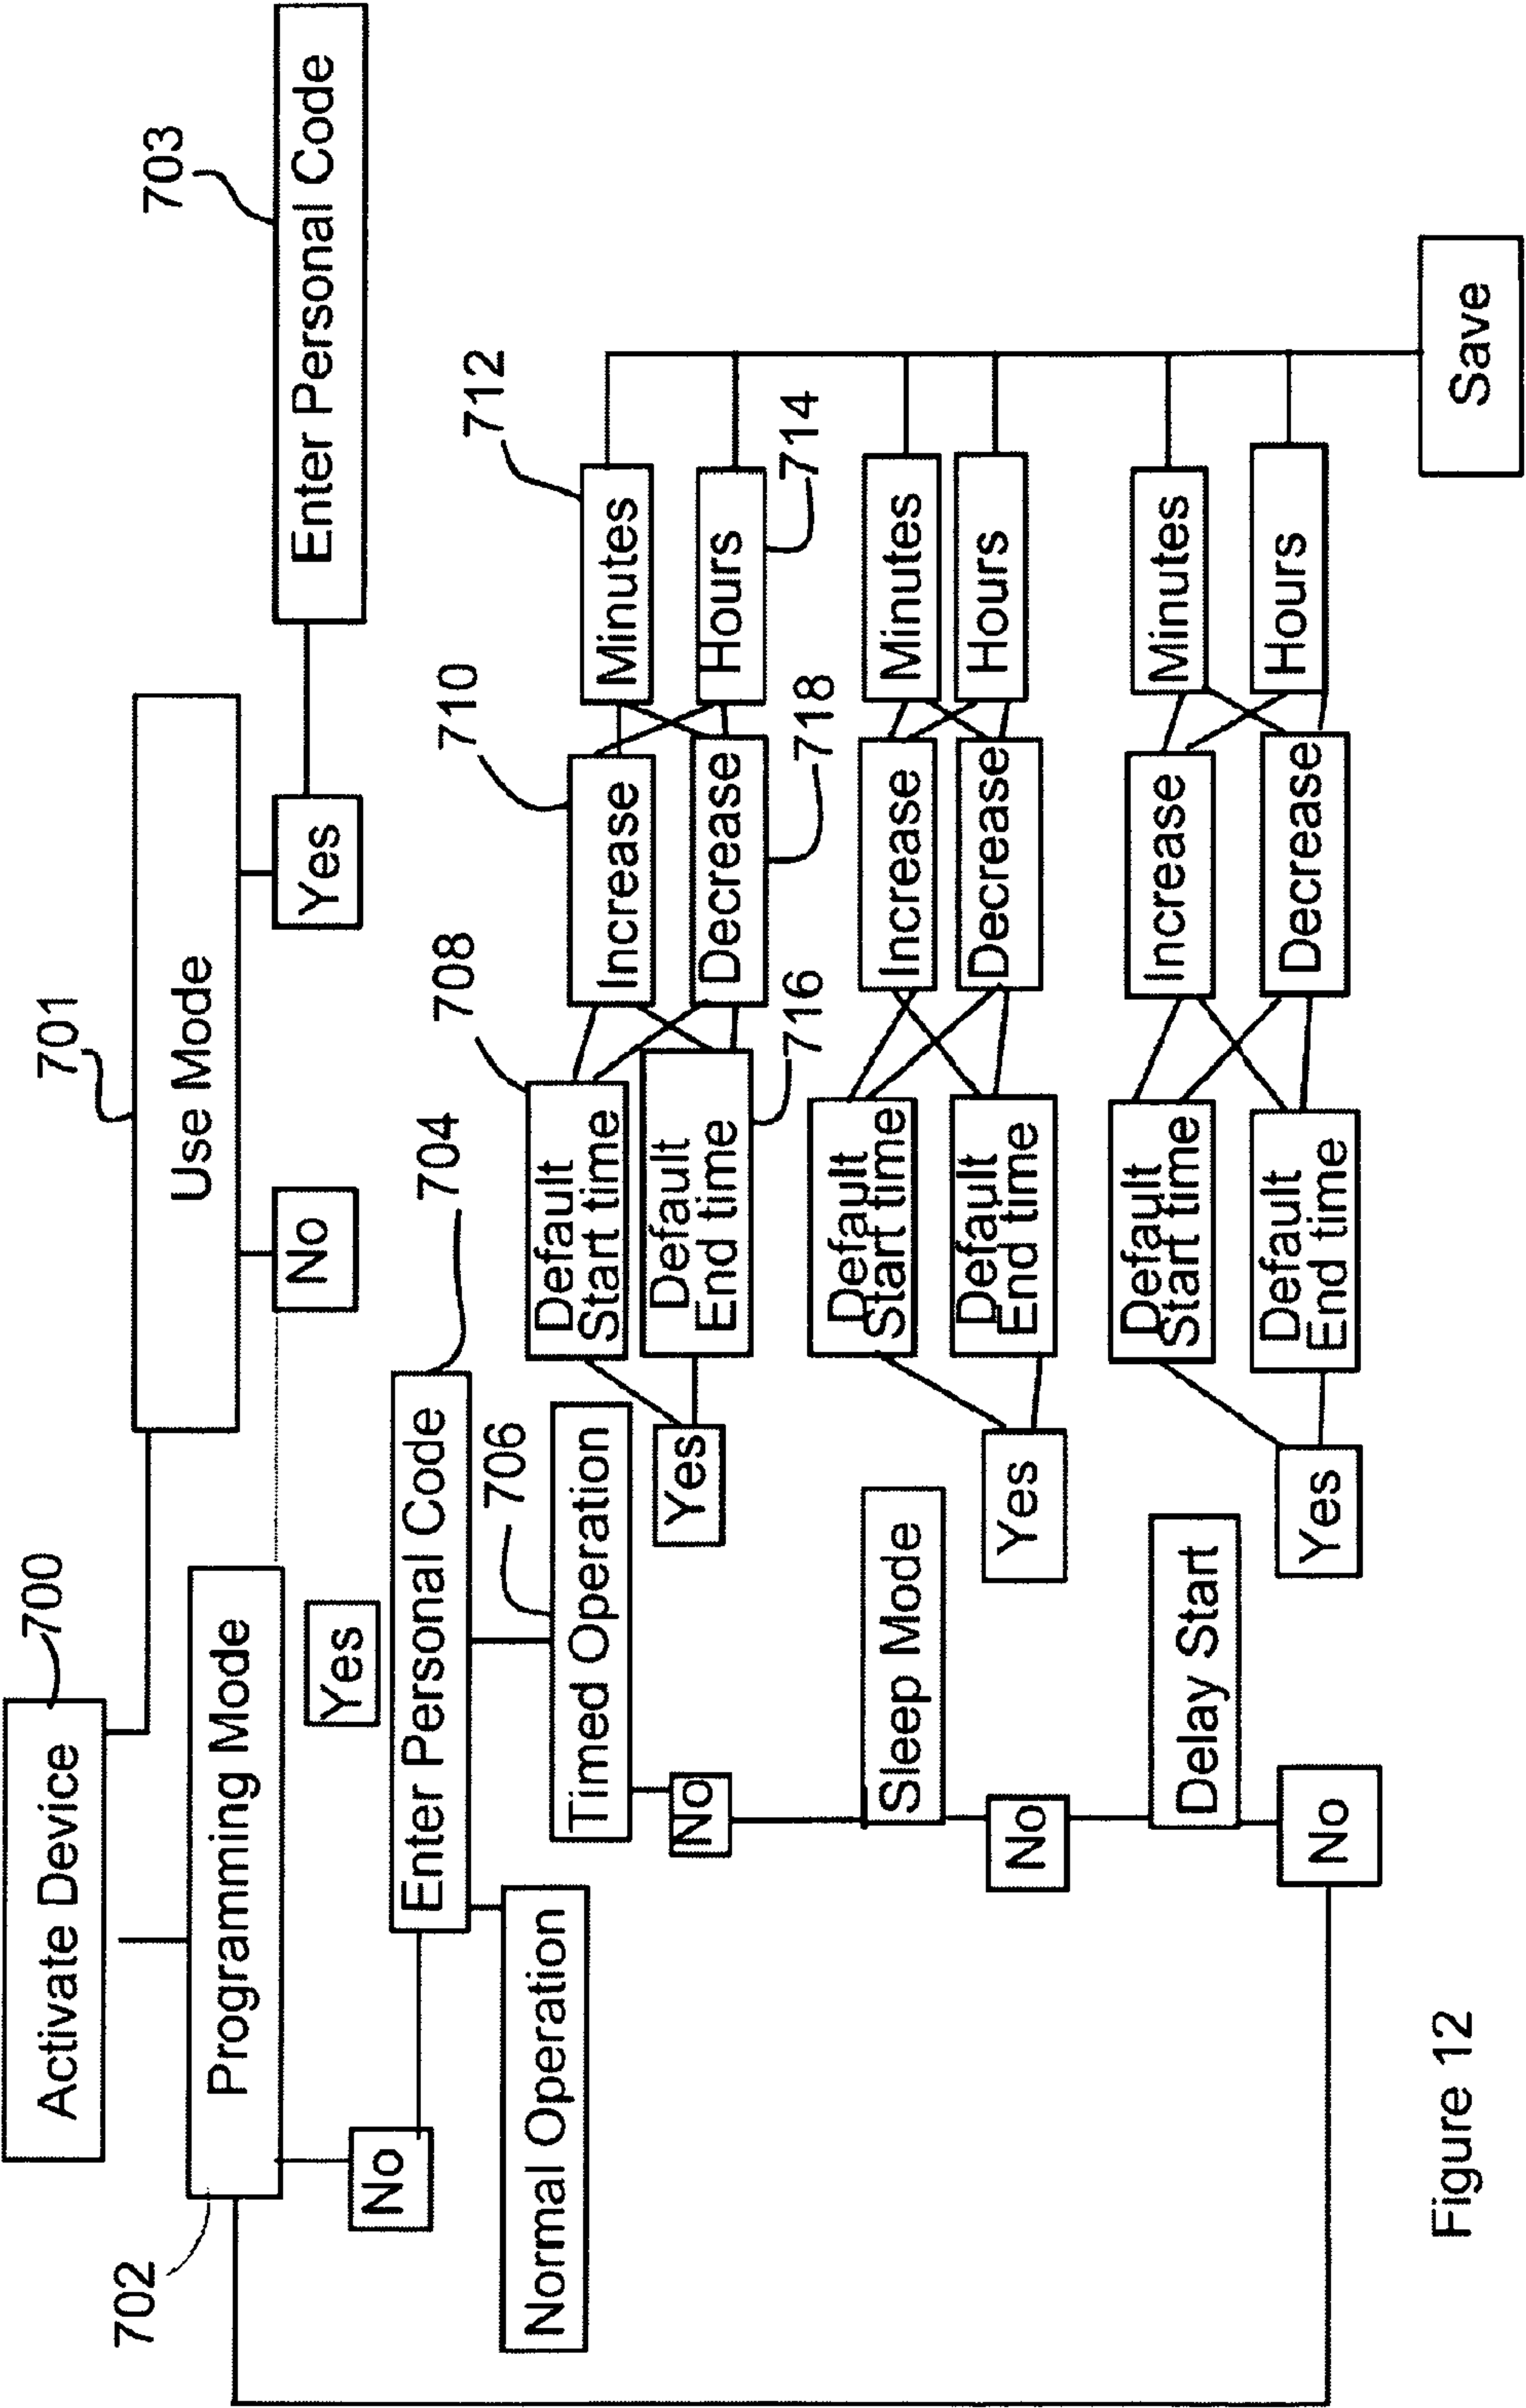 700
Activate Device
701
Use Mode
702
Programming Mode
703
No
Yes
Enter Personal Code
Yes
No
Enter Personal Code
704
Normal Operation
706
Timed Operation
No
Yes
708
Default
Start time
Default
End time
716
710
Increase
Decrease
718
712
Minutes
Hours
714
Sleep Mode
No
Yes
Default
Start time
Default
End time
Increase
Decrease
Minutes
Hours
Delay Start
No
Yes
Default
Start time
Default
End time
Increase
Decrease
Minutes
Hours
Save
Figure 12